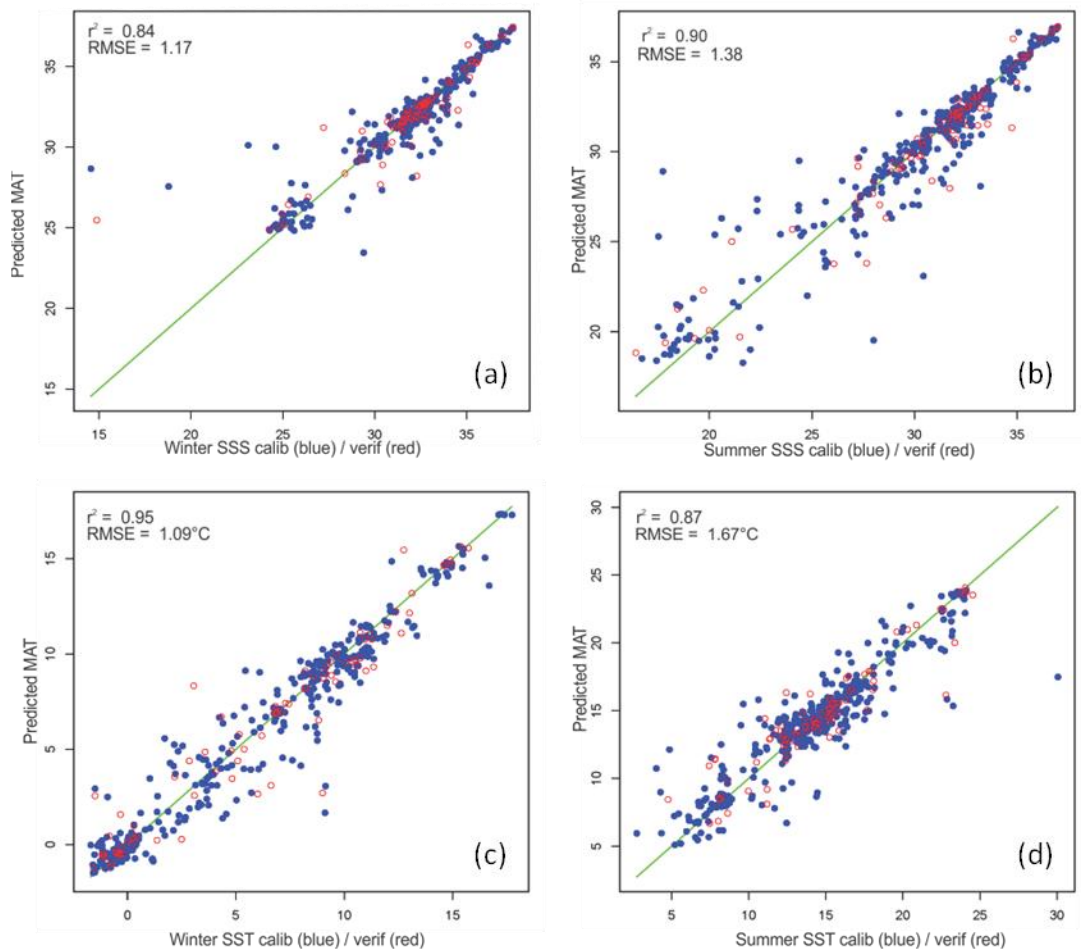 r² = 0.84
RMSE = 1.17
35
30
25
20
15
Predicted MAT
(a)
15
25
30
35
Winter SSS calib (blue) / verif (red)
r² = 0.90
RMSE = 1.38
35
30
25
20
Predicted MAT
(b)
20
25
30
35
Summer SSS calib (blue) / verif (red)
r² = 0.95
RMSE = 1.09°C
15
10
5
0
Predicted MAT
(c)
0
5
10
15
Winter SST calib (blue) / verif (red)
r² = 0.87
RMSE = 1.67°C
30
25
20
15
10
5
Predicted MAT
(d)
5
10
15
20
25
30
Summer SST calib (blue) / verif (red)